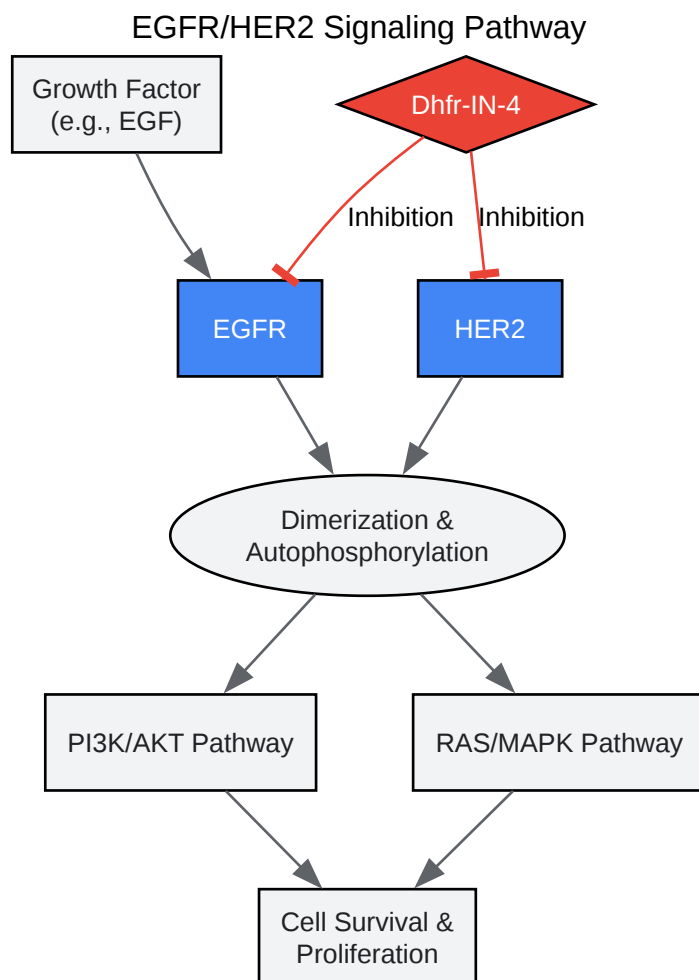 EGFR/HER2 Signaling Pathway
Growth Factor
(e.g., EGF)
Dhfr-IN-4
Inhibition
Inhibition
EGFR
HER2
Dimerization &
Autophosphorylation
PI3K/AKT Pathway
RAS/MAPK Pathway
Cell Survival &
Proliferation